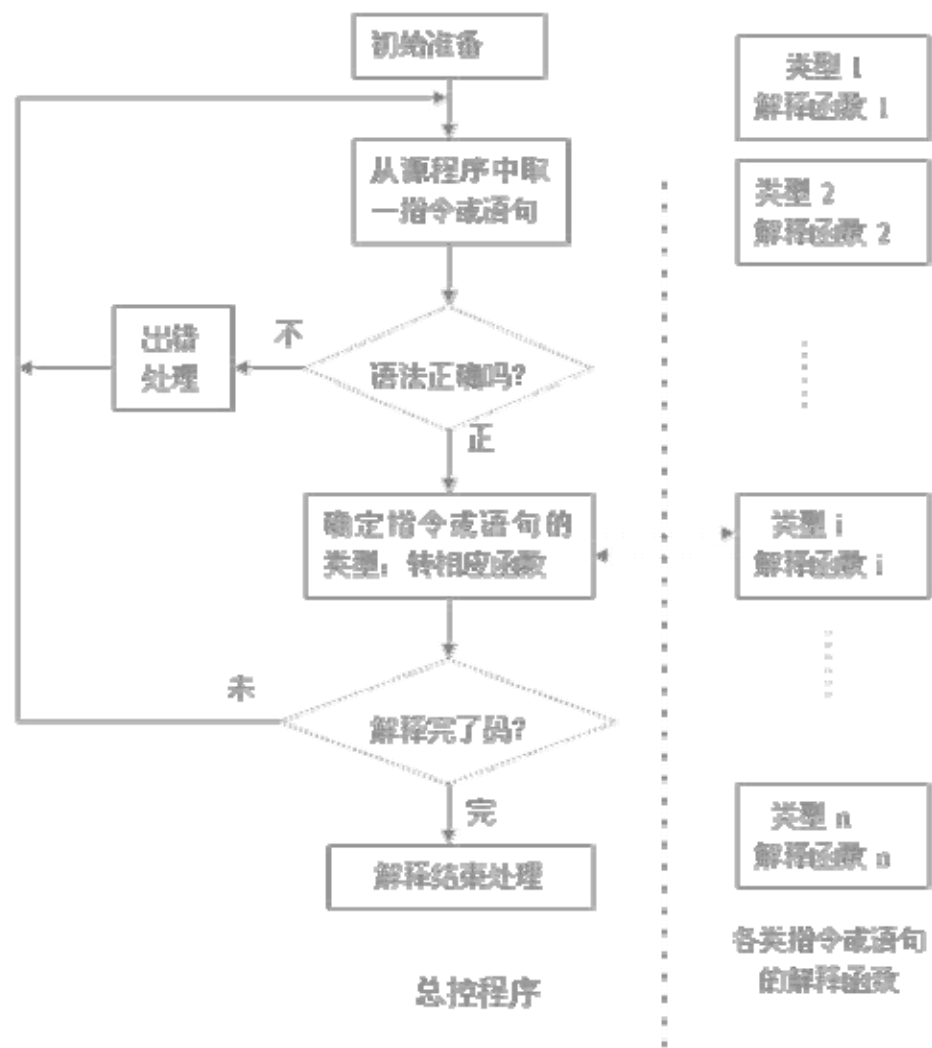 初始准备
从源程序中取
一指令或语句
语法正确吗?
不
出错
处理
正
确定指令或语句的
类型；转相应函数
解释完了码?
未
完
解释结束处理
总控程序
类型 1
解释函数 1
类型 2
解释函数 2
类型 i
解释函数 i
类型 n
解释函数 n
各类指令或语句
的解释函数